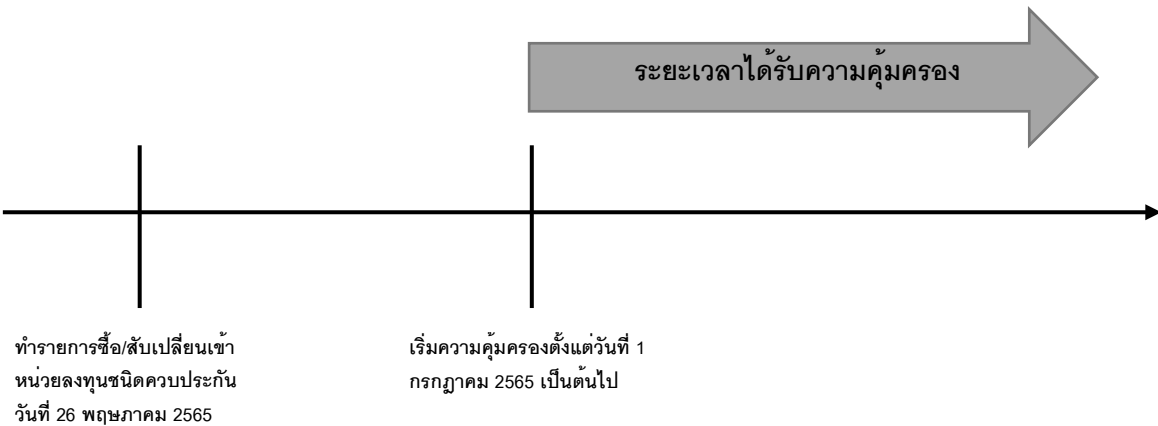 ระยะเวลาได้รับความคุ้มครอง
ทำรายการซื้อ/สับเปลี่ยนเข้า
หน่วยลงทุนชนิดควบประกัน
วันที่ 26 พฤษภาคม 2565
เริ่มความคุ้มครองตั้งแต่วันที่ 1
กรกฎาคม 2565 เป็นต้นไป